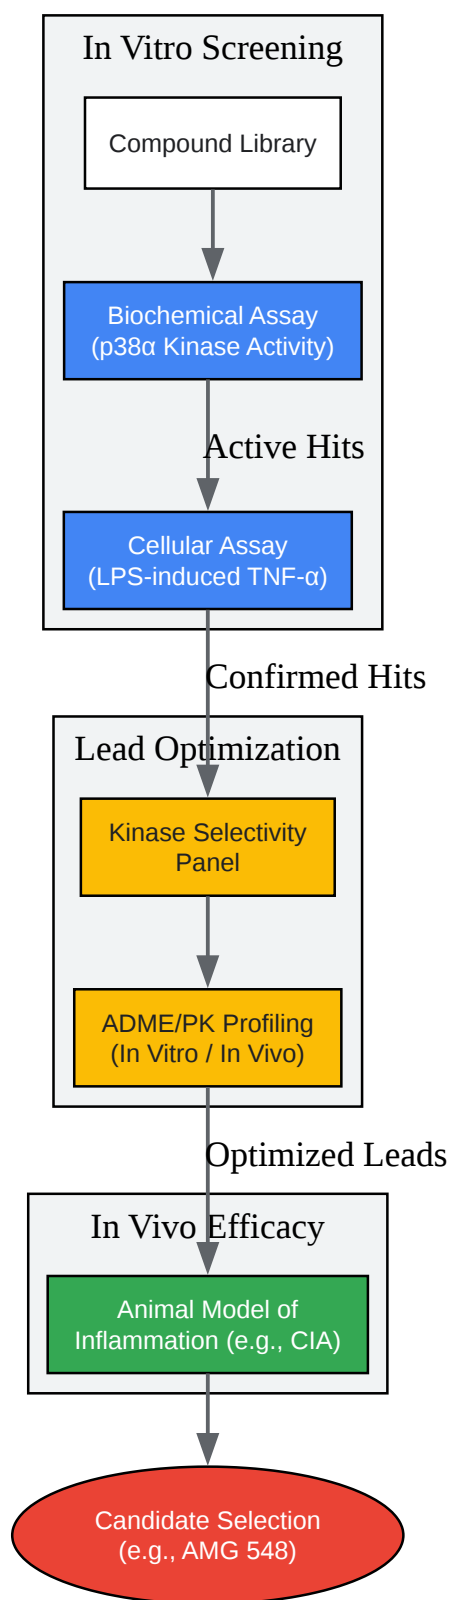 In Vitro Screening
Compound Library
Biochemical Assay
(p38α Kinase Activity)
Active Hits
Cellular Assay
(LPS-induced TNF-α)
Confirmed Hits
Lead Optimization
Kinase Selectivity
Panel
ADME/PK Profiling
(In Vitro / In Vivo)
Optimized Leads
In Vivo Efficacy
Animal Model of
Inflammation (e.g., CIA)
Candidate Selection
(e.g., AMG 548)